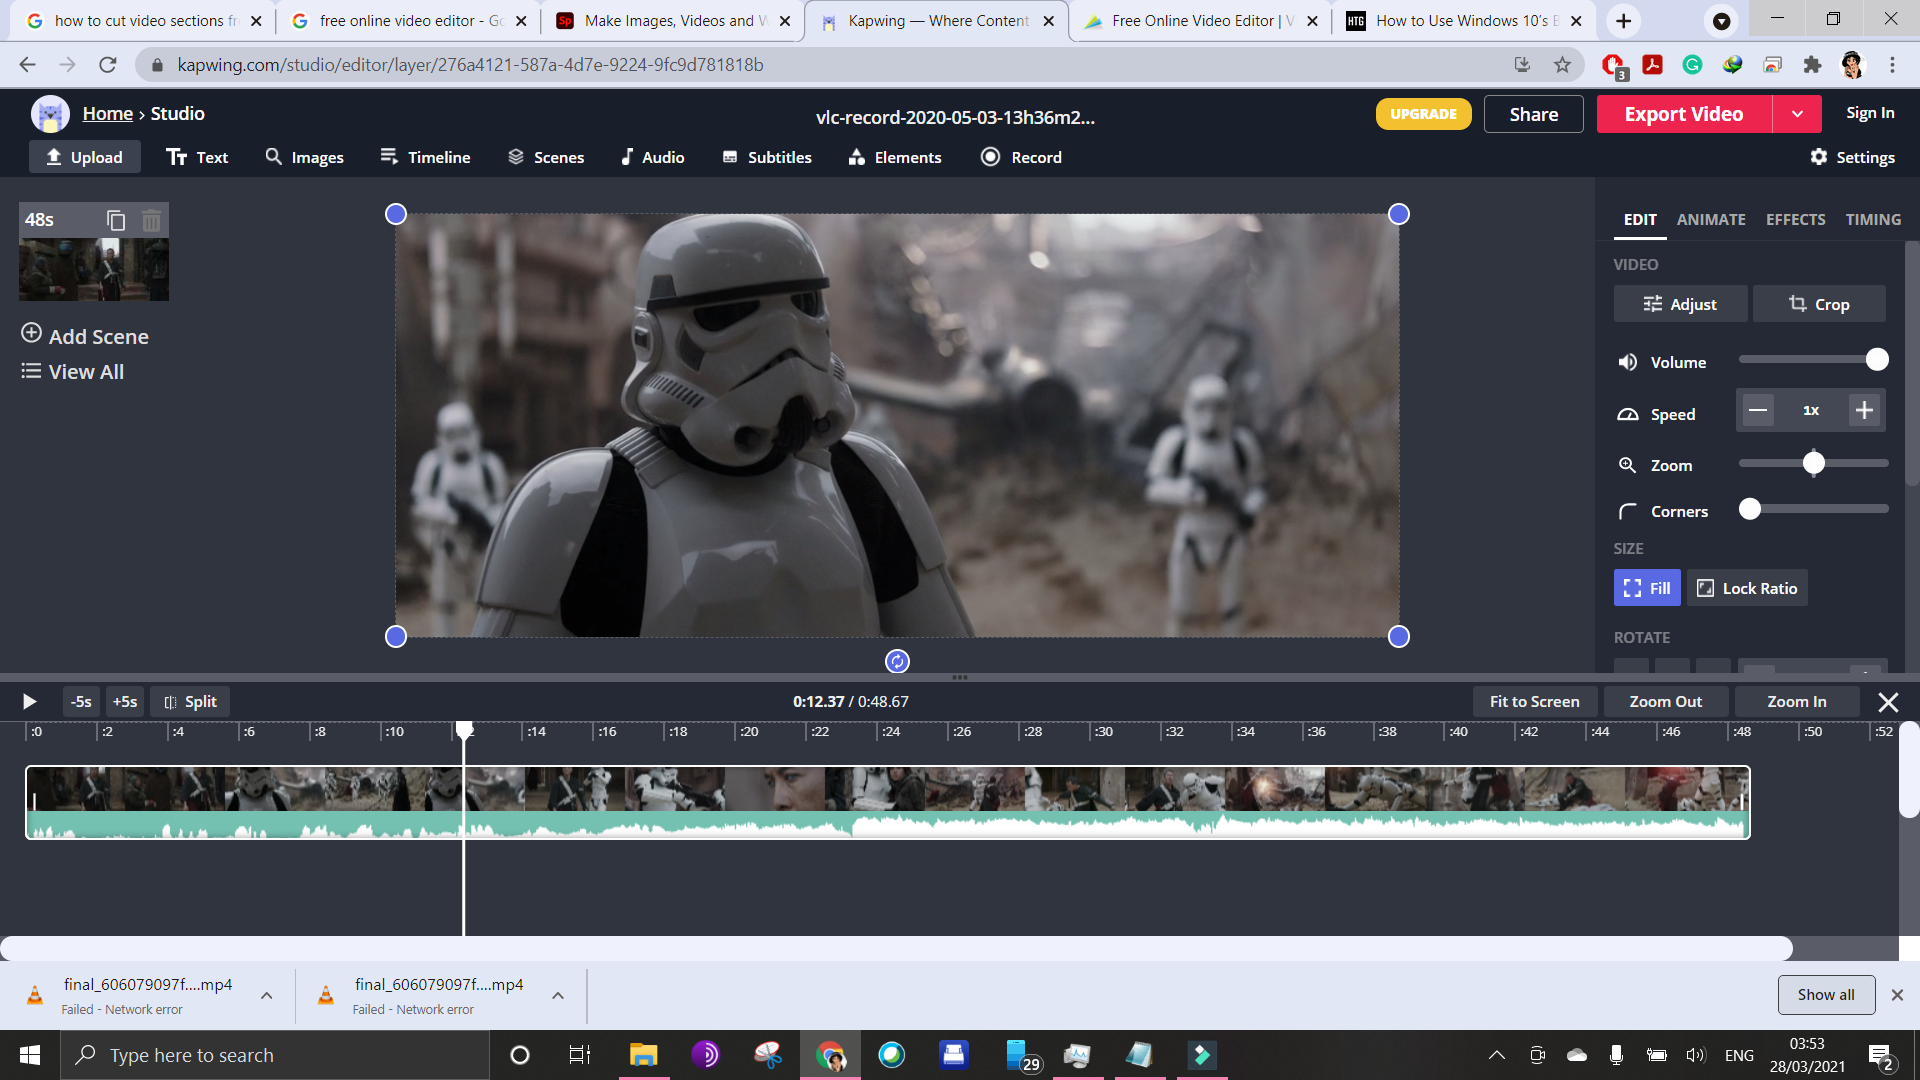 how to cut video sections fr
free online video editor - Go
Sp
Make Images, Videos and W
Kapwing — Where Content
Free Online Video Editor | V
HTG
How to Use Windows 10's B
kapwing.com/studio/editor/layer/276a4121-587a-4d7e-9224-9fc9d781818b
3
Home › Studio
vlc-record-2020-05-03-13h36m2...
UPGRADE
Share
Export Video
Sign In
Upload
Text
Images
Timeline
Scenes
Audio
Subtitles
Elements
Record
Settings
48s
Add Scene
View All
EDIT
ANIMATE
EFFECTS
TIMING
VIDEO
Adjust
Crop
Volume
Speed
1x
Zoom
Corners
SIZE
Fill
Lock Ratio
ROTATE
-5s
+5s
Split
0:12.37 / 0:48.67
Fit to Screen
Zoom Out
Zoom In
:0 :2 :4 :6 :8 :10 :14 :16 :18 :20 :22 :24 :26 :28 :30 :32 :34 :36 :38 :40 :42 :44 :46 :48 :50 :52
final_606079097f....mp4
Failed - Network error
final_606079097f....mp4
Failed - Network error
Show all
Type here to search
29
ENG
03:53
28/03/2021
2